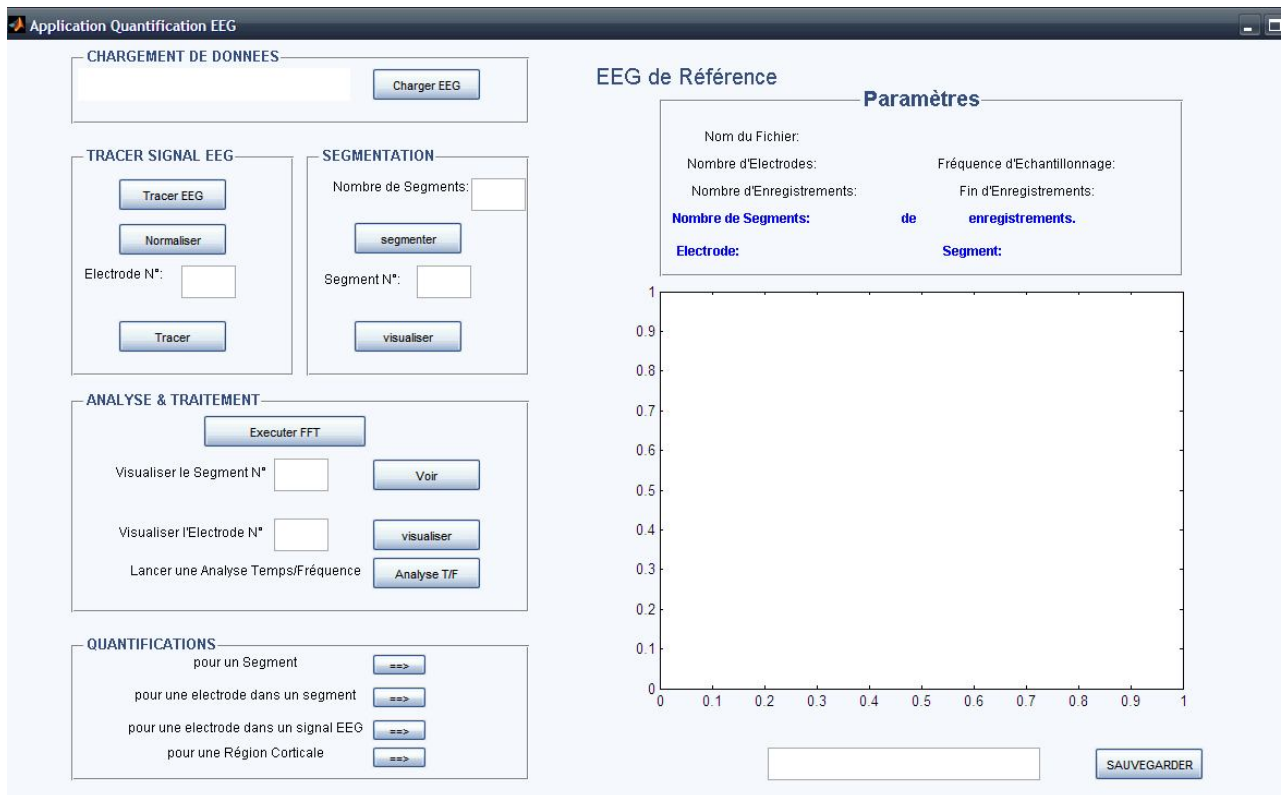 Application Quantification EEG
CHARGEMENT DE DONNEES
Charger EEG
TRACER SIGNAL EEG
Tracer EEG
Normaliser
Electrode N°:
Tracer
SEGMENTATION
Nombre de Segments:
segmenter
Segment N°:
visualiser
ANALYSE & TRAITEMENT
Executer FFT
Visualiser le Segment N°
Voir
Visualiser l'Electrode N°
visualiser
Lancer une Analyse Temps/Fréquence
Analyse T/F
QUANTIFICATIONS
pour un Segment
==>
pour une electrode dans un segment
==>
pour une electrode dans un signal EEG
==>
pour une Région Corticale
==>
EEG de Référence
Paramètres
Nom du Fichier:
Nombre d'Electrodes: Fréquence d'Echantillonnage:
Nombre d'Enregistrements: Fin d'Enregistrements:
Nombre de Segments: de enregistrements.
Electrode: Segment:
1
0.9
0.8
0.7
0.6
0.5
0.4
0.3
0.2
0.1
0
0 0.1 0.2 0.3 0.4 0.5 0.6 0.7 0.8 0.9 1
SAUVEGARDER